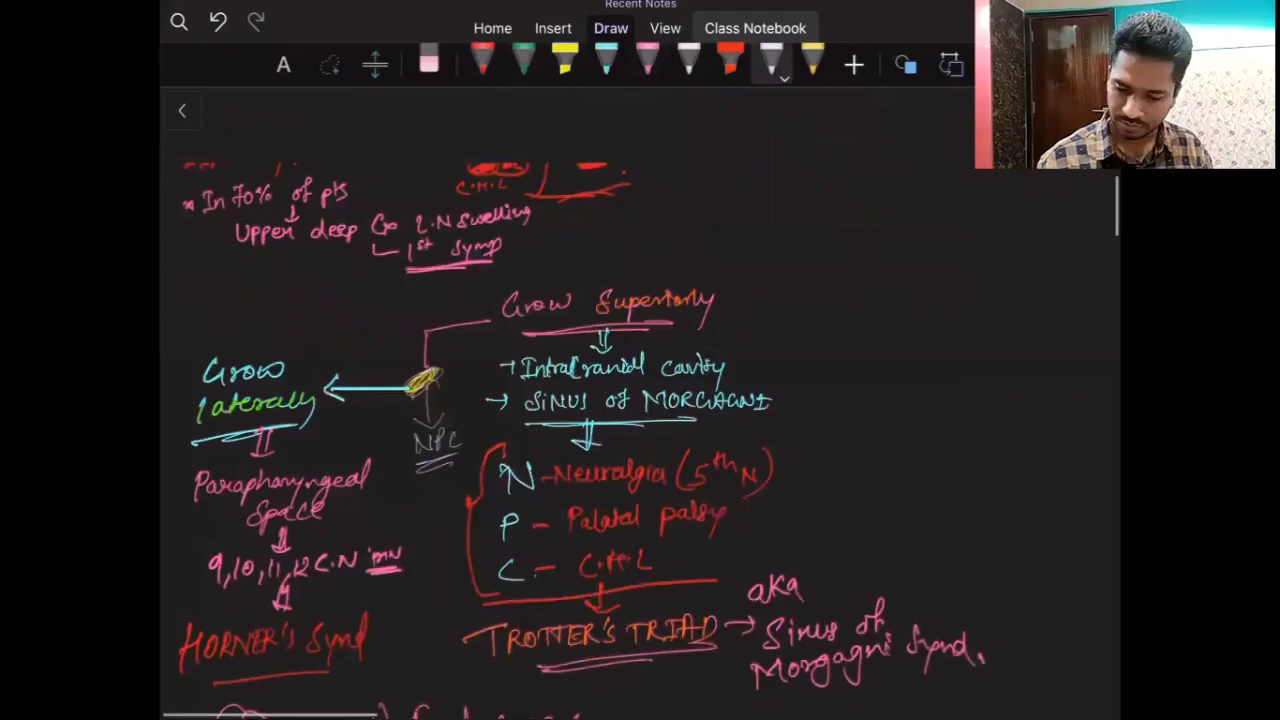 Recent Notes
Home Insert Draw View Class Notebook
A
* In 70% of pts
Upper deep Cx L.N Swelling
1st Symp
C.H.L
Grow Superiorly
→ IntraCranial cavity
→ SINUS of MORGAGNI
Grow
laterally
NPC
Parapharyngeal
Space
9,10,11,12 C.N
HORNER'S Synd
N - Neuralgia (5th N)
P - Palatal palsy
C - C.H.L
TROTTER'S TRIAD →
aka
Sinus of
Morgagni Synd.